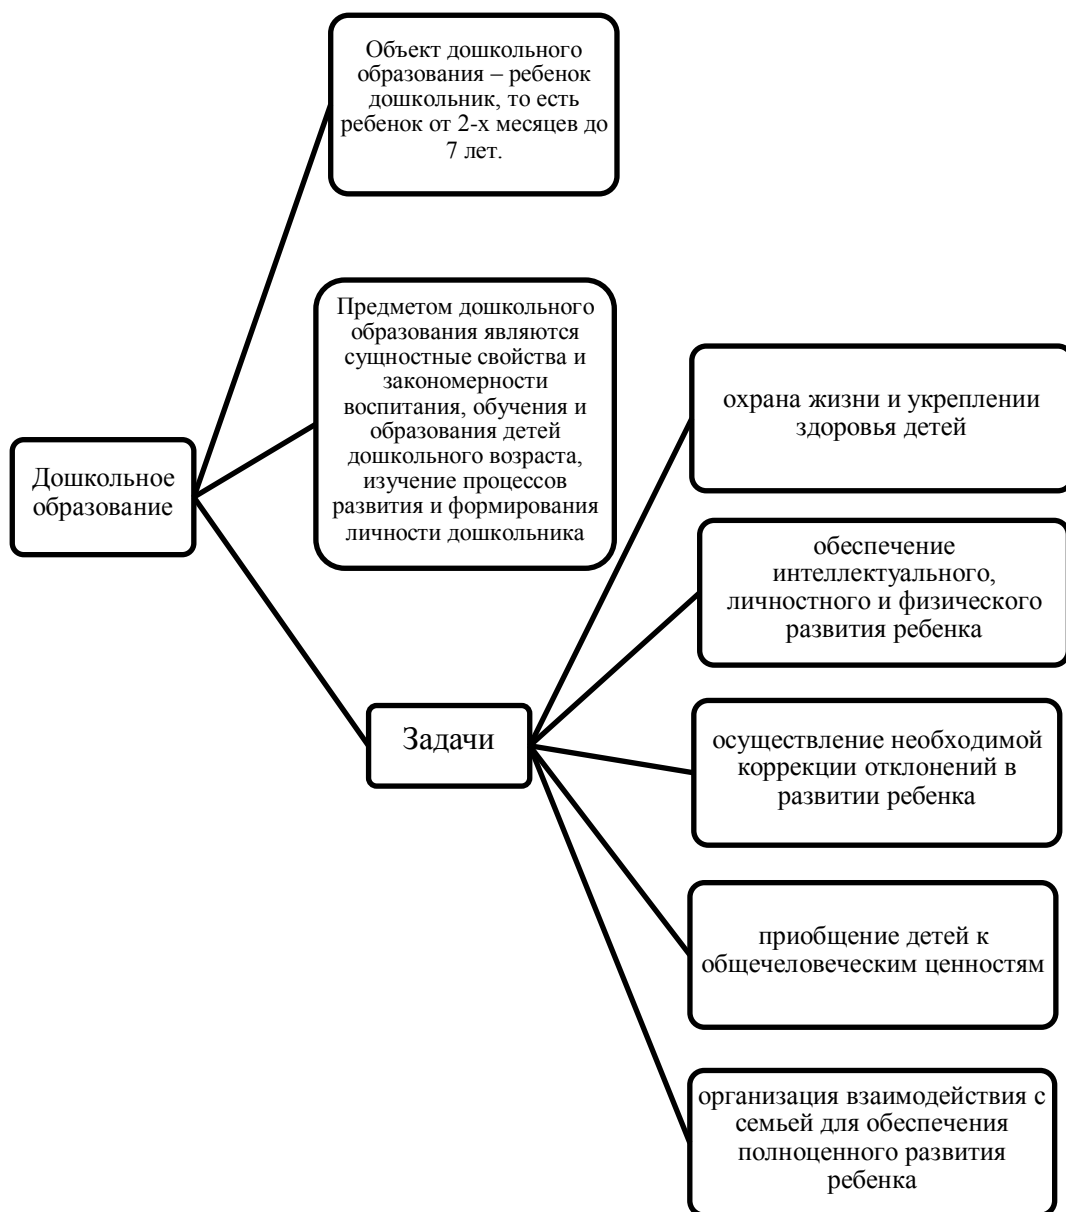 Объект дошкольного
образования – ребенок
дошкольник, то есть
ребенок от 2-х месяцев до
7 лет.
Предметом дошкольного
образования являются
сущностные свойства и
закономерности
воспитания, обучения и
образования детей
дошкольного возраста,
изучение процессов
развития и формирования
личности дошкольника
Дошкольное
образование
Задачи
охрана жизни и укреплении
здоровья детей
обеспечение
интеллектуального,
личностного и физического
развития ребенка
осуществление необходимой
коррекции отклонений в
развитии ребенка
приобщение детей к
общечеловеческим ценностям
организация взаимодействия с
семьей для обеспечения
полноценного развития
ребенка